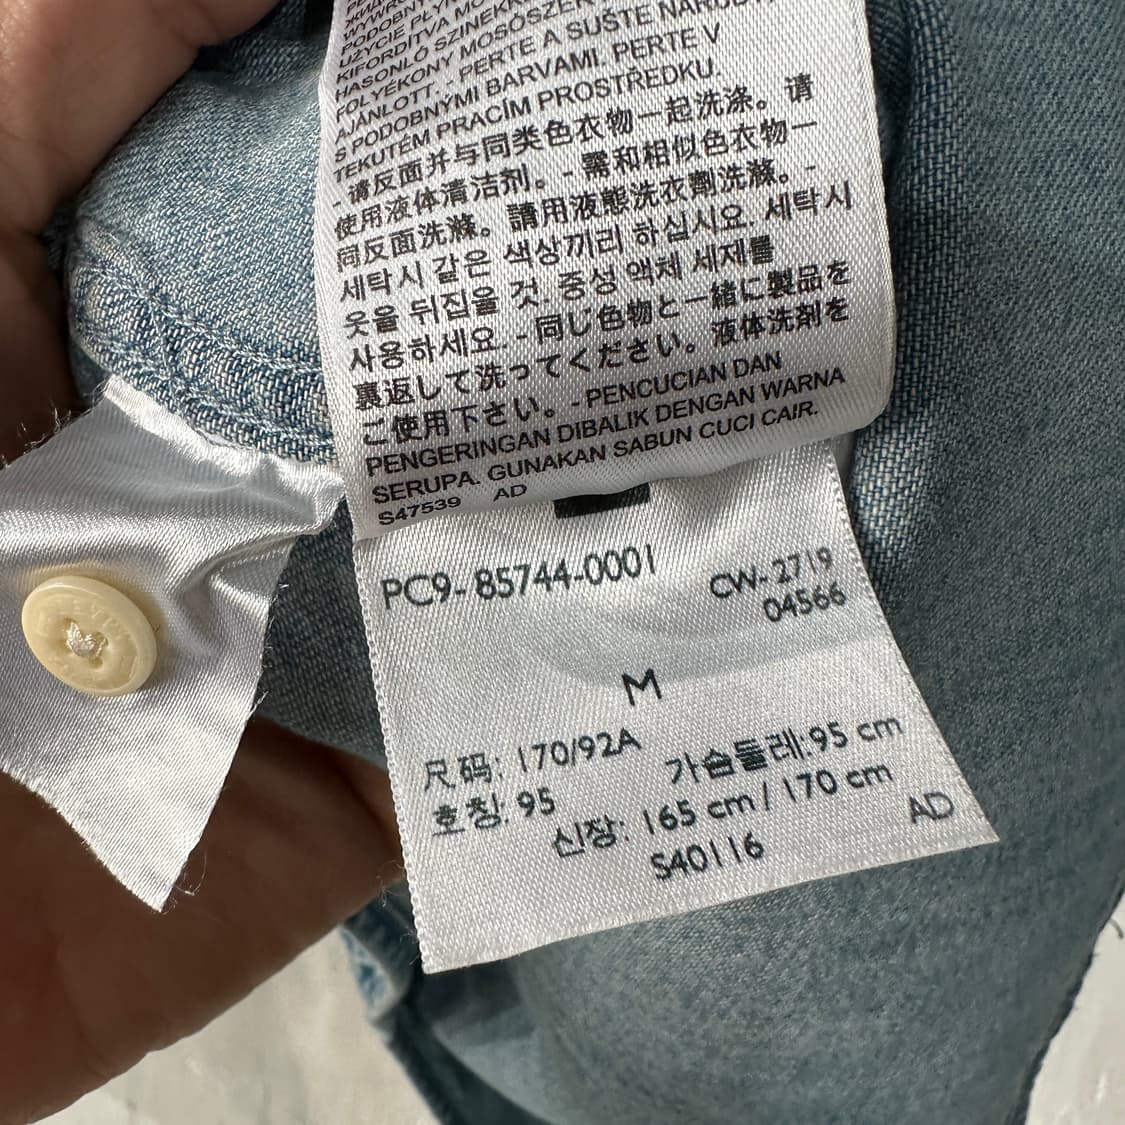 PODOBNY
UŻYCIE PŁYN
KIFORDÍTVA MO
HASONLÓ SZINEKK
FOLYÉKONY MOSÓSZER
AJÁNLOTT. - PERTE A SUŠTE NARUB
S PODOBNÝMI BARVAMI. PERTE V
TEKUTÉM PRACÍM PROSTŘEDKU.
- 请反面并与同类色衣物一起洗涤。请
使用液体清洁剂。- 需和相似色衣物一
同反面洗滌。請用液態洗衣劑洗滌。-
세탁시 같은 색상끼리 하십시요. 세탁시
옷을 뒤집을 것. 중성 액체 세제를
사용하세요. - 同じ色物と一緒に製品を
裏返して洗ってください。液体洗剤を
ご使用下さい。- PENCUCIAN DAN
PENGERINGAN DIBALIK DENGAN WARNA
SERUPA. GUNAKAN SABUN CUCI CAIR.
S47539 AD
PC9- 85744-0001
CW- 2719
04566
M
尺码: 170/92A
가슴둘레:95 cm
호칭: 95
신장: 165 cm / 170 cm
AD
S40116